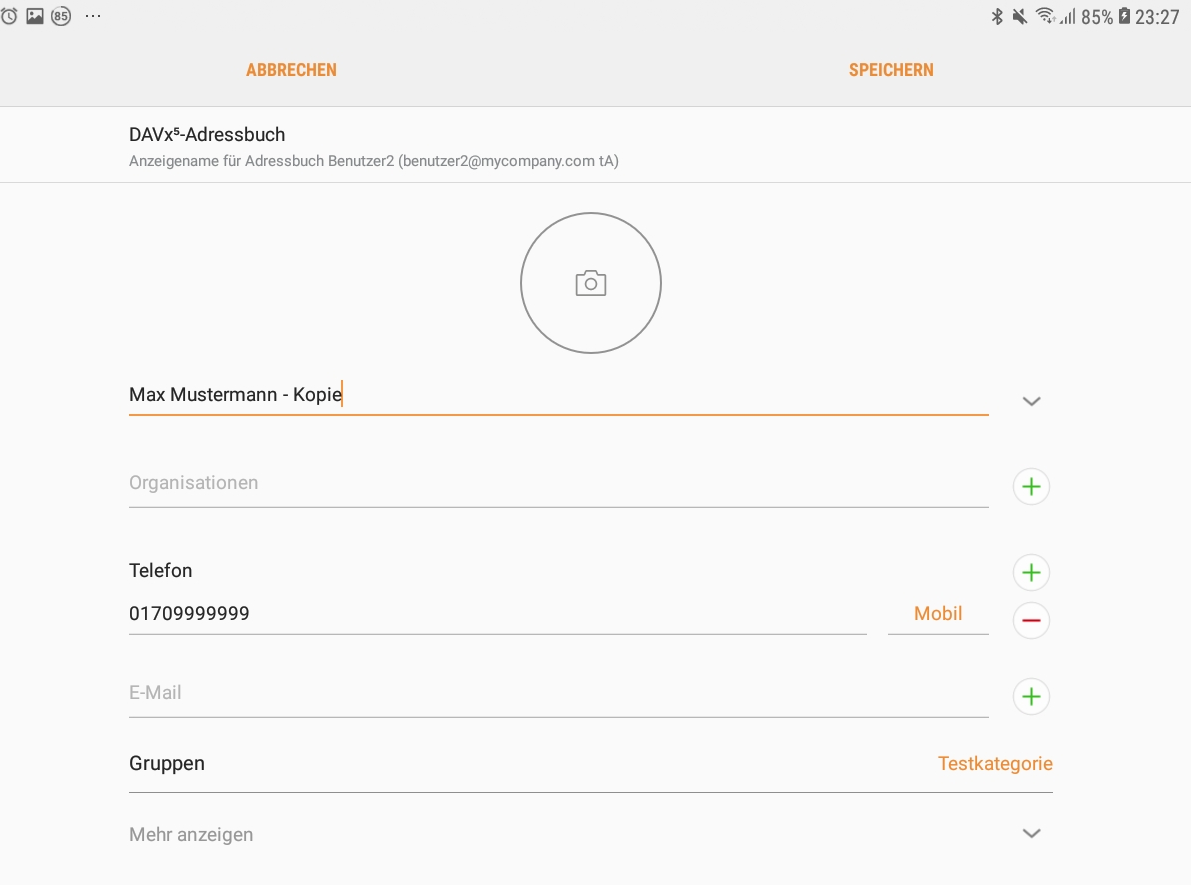 85 ... 85% 23:27
ABBRECHEN SPEICHERN
DAVx⁵-Adressbuch
Anzeigename für Adressbuch Benutzer2 (benutzer2@mycompany.com tA)
Max Mustermann - Kopie
Organisationen
Telefon
01709999999 Mobil
E-Mail
Gruppen Testkategorie
Mehr anzeigen